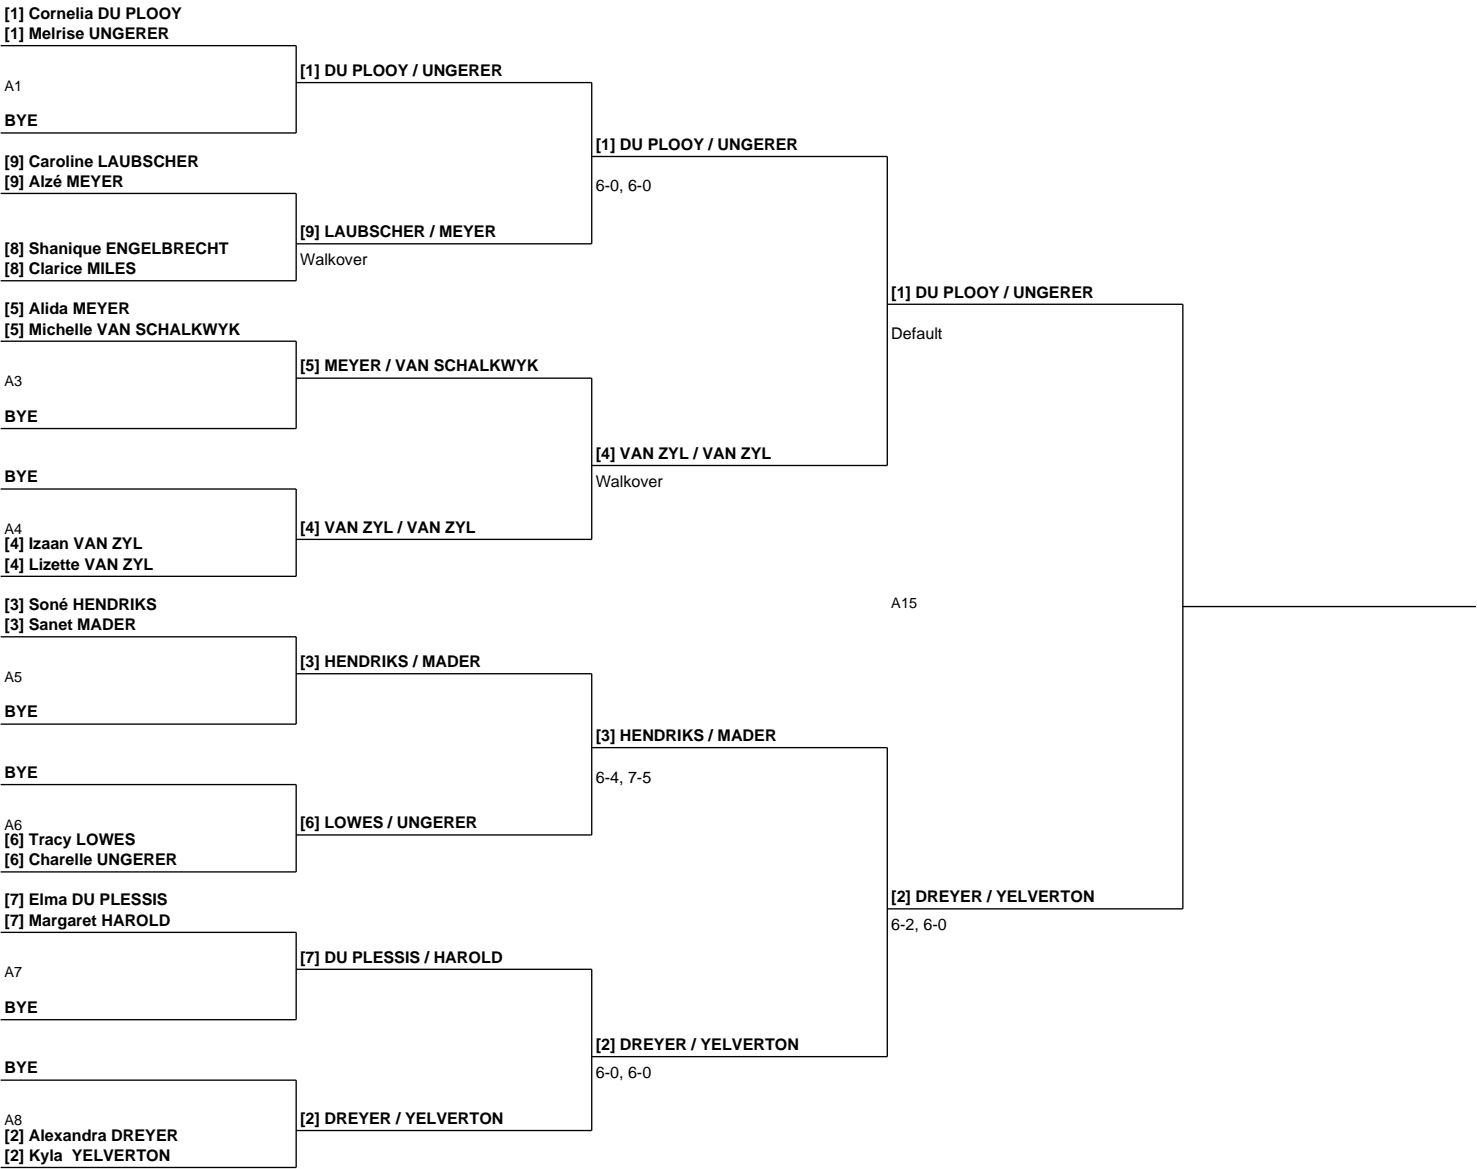 [1] Cornelia DU PLOOY
[1] Melrise UNGERER
[1] DU PLOOY / UNGERER
A1
BYE
[1] DU PLOOY / UNGERER
[9] Caroline LAUBSCHER
[9] Alzé MEYER
6-0, 6-0
[9] LAUBSCHER / MEYER
[8] Shanique ENGELBRECHT
Walkover
[8] Clarice MILES
[1] DU PLOOY / UNGERER
[5] Alida MEYER
[5] Michelle VAN SCHALKWYK
Default
[5] MEYER / VAN SCHALKWYK
A3
BYE
[4] VAN ZYL / VAN ZYL
BYE
Walkover
A4
[4] VAN ZYL / VAN ZYL
[4] Izaan VAN ZYL
[4] Lizette VAN ZYL
[3] Soné HENDRIKS
A15
[3] Sanet MADER
[3] HENDRIKS / MADER
A5
BYE
[3] HENDRIKS / MADER
BYE
6-4, 7-5
A6
[6] LOWES / UNGERER
[6] Tracy LOWES
[6] Charelle UNGERER
[2] DREYER / YELVERTON
[7] Elma DU PLESSIS
[7] Margaret HAROLD
6-2, 6-0
[7] DU PLESSIS / HAROLD
A7
BYE
[2] DREYER / YELVERTON
BYE
6-0, 6-0
A8
[2] DREYER / YELVERTON
[2] Alexandra DREYER
[2] Kyla  YELVERTON